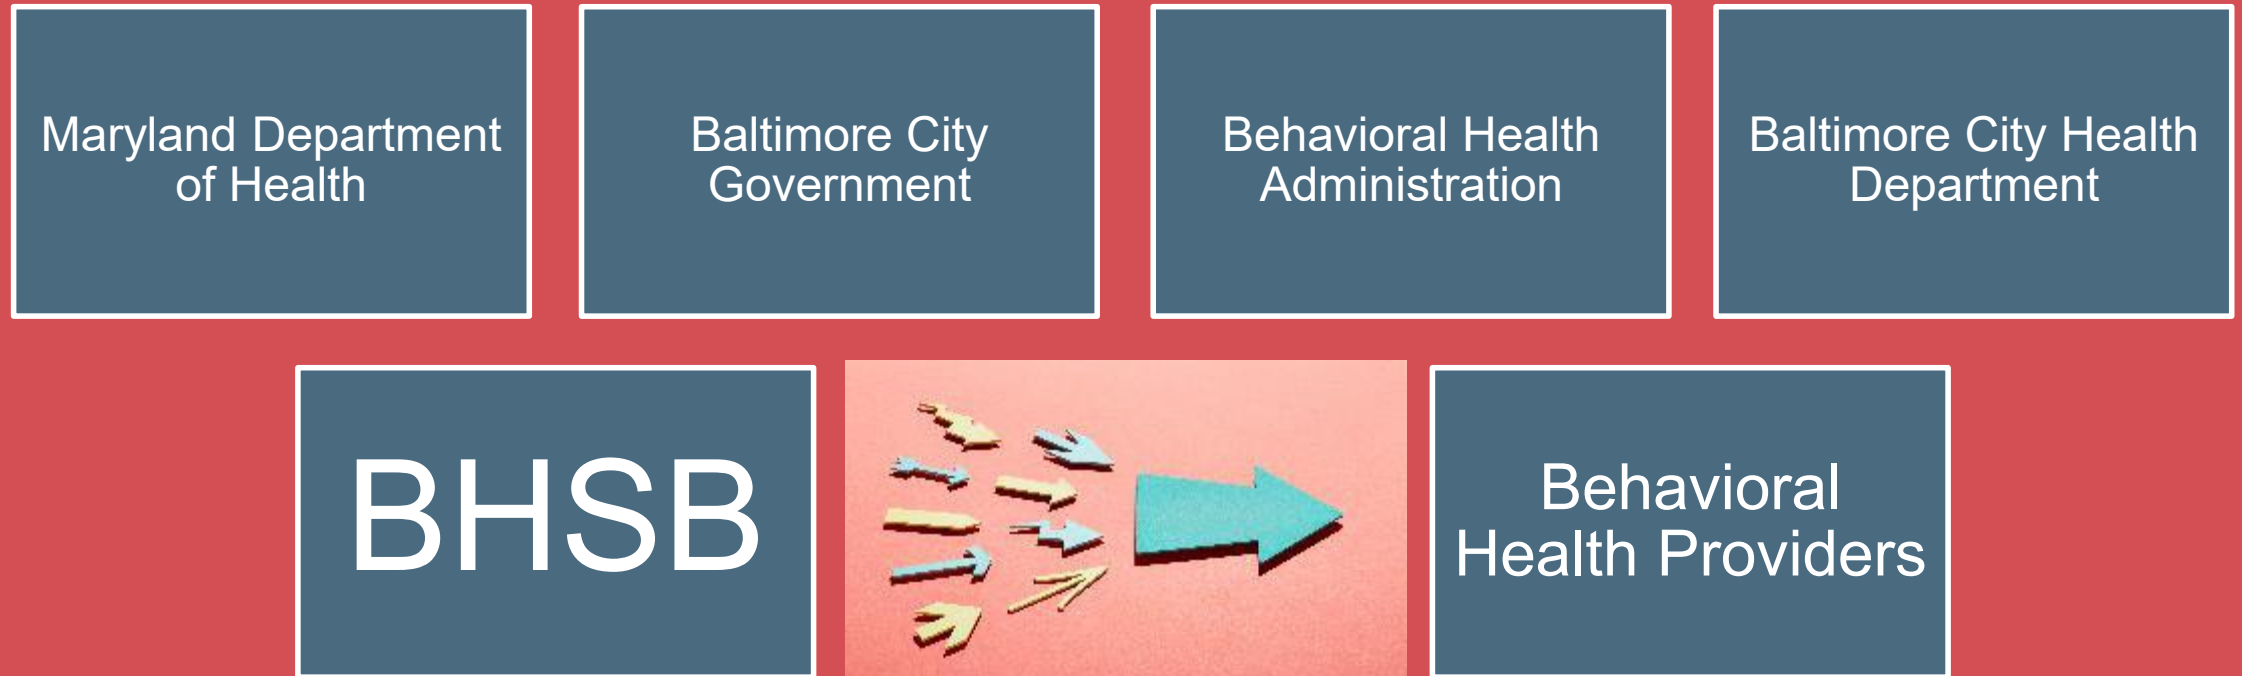 Maryland Department
of Health
Baltimore City
Government
Behavioral Health
Administration
Baltimore City Health
Department
BHSB
Behavioral
Health Providers